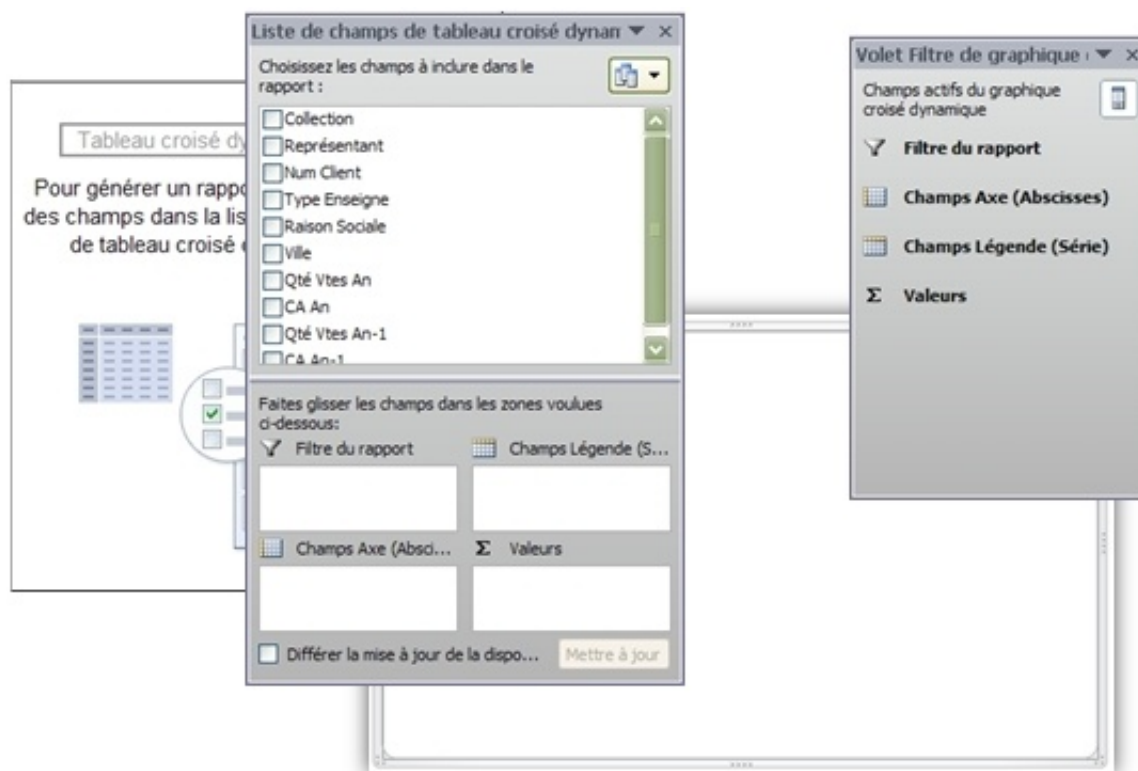 Tableau croisé dy
Pour générer un rappo
des champs dans la lis
de tableau croisé
Liste de champs de tableau croisé dynam
Choisissez les champs à inclure dans le
rapport :
Collection
Représentant
Num Client
Type Enseigne
Raison Sociale
Ville
Qté Vtes An
CA An
Qté Vtes An-1
CA An-1
Faites glisser les champs dans les zones voulues
ci-dessous:
Filtre du rapport
Champs Légende (S...
Champs Axe (Absci...
Σ Valeurs
Différer la mise à jour de la dispo...
Mettre à jour
Volet Filtre de graphique
Champs actifs du graphique
croisé dynamique
Filtre du rapport
Champs Axe (Abscisses)
Champs Légende (Série)
Σ Valeurs